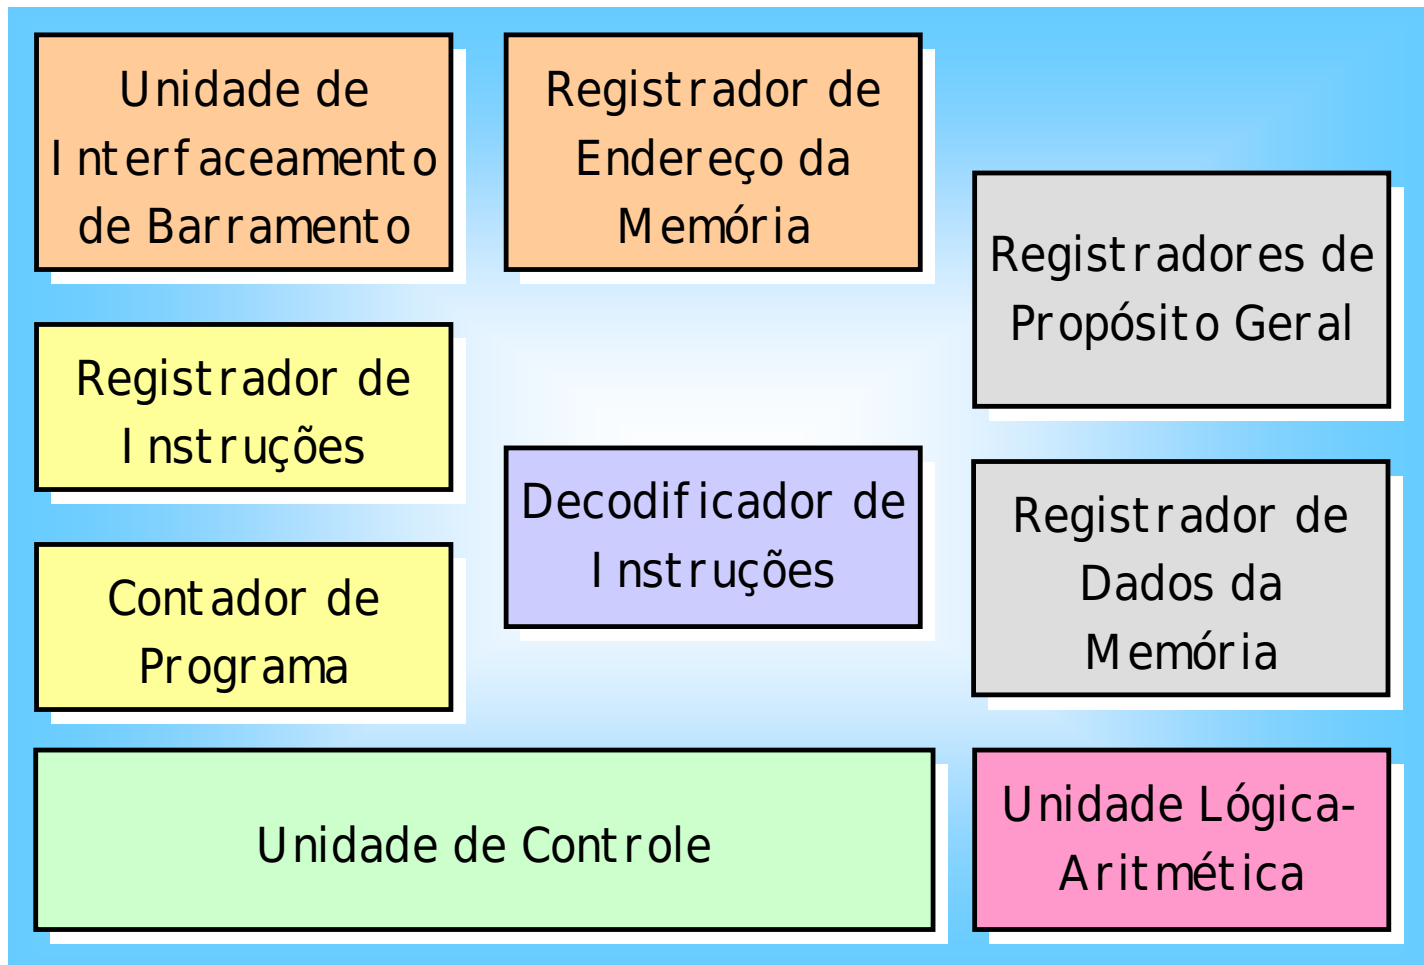 Unidade de
Interfaceamento
de Barramento
Registrador de
Endereço da
Memória
Registradores de
Propósito Geral
Registrador de
Instruções
Decodificador de
Instruções
Registrador de
Dados da
Memória
Contador de
Programa
Unidade de Controle
Unidade Lógica-
Aritmética